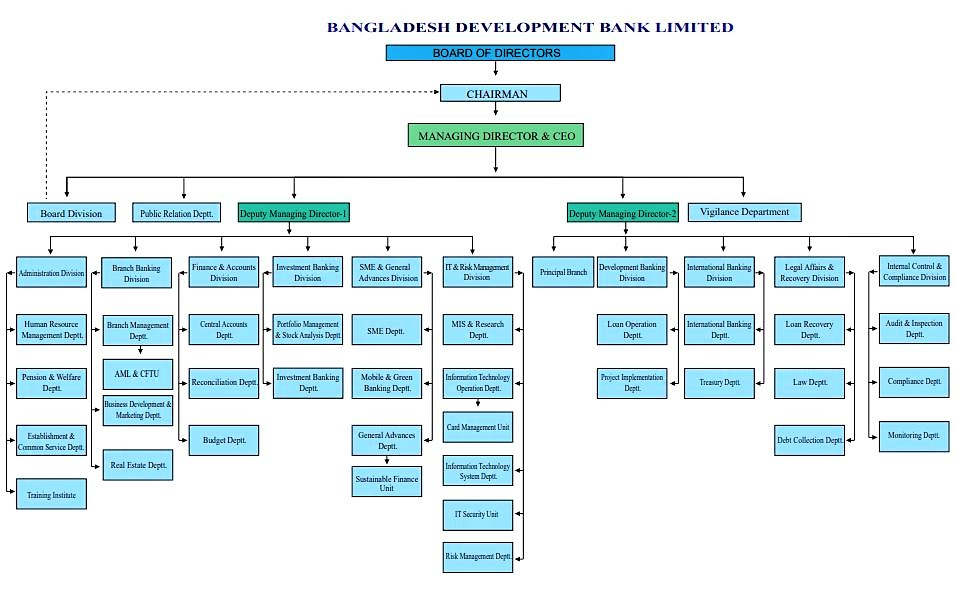 BANGLADESH DEVELOPMENT BANK LIMITED
BOARD OF DIRECTORS
CHAIRMAN
MANAGING DIRECTOR & CEO
Board Division
Public Relation Deptt.
Deputy Managing Director-1
Deputy Managing Director-2
Vigilance Department
Administration Division
Human Resource
Management Deptt.
Pension & Welfare
Deptt.
Establishment &
Common Service Deptt.
Training Institute
Branch Banking
Division
Branch Management
Deptt.
AML & CFTU
Business Development &
Marketing Deptt.
Real Estate Deptt.
Finance & Accounts
Division
Central Accounts
Deptt.
Reconciliation Deptt.
Budget Deptt.
Investment Banking
Division
Portfolio Management
& Stock Analysis Deptt.
Investment Banking
Deptt.
SME & General
Advances Division
SME Deptt.
Mobile & Green
Banking Deptt.
General Advances
Deptt.
Sustainable Finance
Unit
IT & Risk Management
Division
MIS & Research
Deptt.
Information Technology
Operation Deptt.
Card Management Unit
Information Technology
System Deptt.
IT Security Unit
Risk Management Deptt.
Principal Branch
Development Banking
Division
Loan Operation
Deptt.
Project Implementation
Deptt.
International Banking
Division
International Banking
Deptt.
Treasury Deptt.
Legal Affairs &
Recovery Division
Loan Recovery
Deptt.
Law Deptt.
Debt Collection Deptt.
Internal Control &
Compliance Division
Audit & Inspection
Deptt.
Compliance Deptt.
Monitoring Deptt.